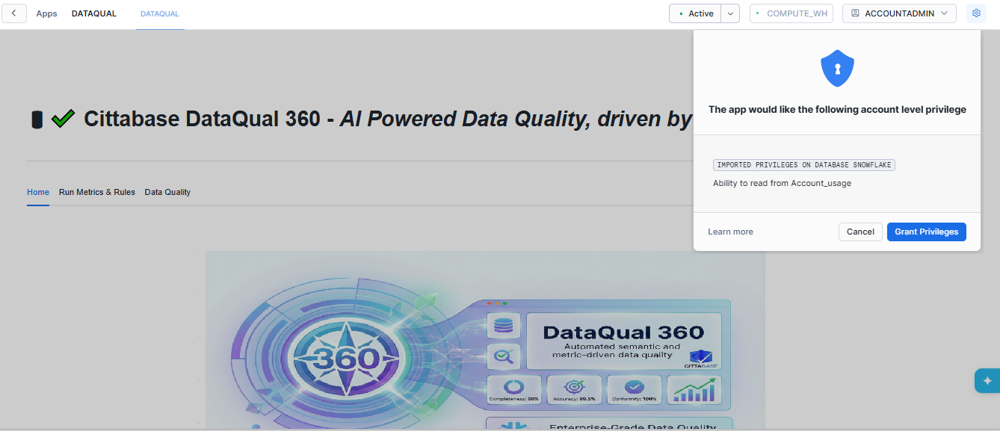 Apps DATAQUAL DATAQUAL Active COMPUTE_WH ACCOUNTADMIN
The app would like the following account level privilege
IMPORTED PRIVILEGES ON DATABASE SNOWFLAKE
Ability to read from Account_usage
Learn more Cancel Grant Privileges
Cittabase DataQual 360 - AI Powered Data Quality, driven by
Home Run Metrics & Rules Data Quality
360
DataQual 360
Automated semantic and
metric-driven data quality
CITTABASE
Completeness: 99% Accuracy: 99.5% Conformity: 100%
Enterprise-Grade Data Quality